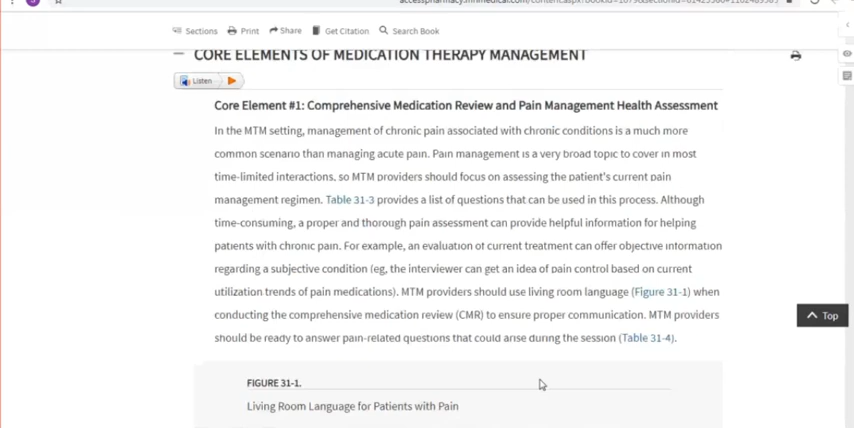 Sections Print Share Get Citation Search Book
CORE ELEMENTS OF MEDICATION THERAPY MANAGEMENT
Listen
Core Element #1: Comprehensive Medication Review and Pain Management Health Assessment
In the MTM setting, management of chronic pain associated with chronic conditions is a much more
common scenario than managing acute pain. Pain management is a very broad topic to cover in most
time-limited interactions, so MTM providers should focus on assessing the patient's current pain
management regimen. Table 31-3 provides a list of questions that can be used in this process. Although
time-consuming, a proper and thorough pain assessment can provide helpful information for helping
patients with chronic pain. For example, an evaluation of current treatment can offer objective information
regarding a subjective condition (eg, the interviewer can get an idea of pain control based on current
utilization trends of pain medications). MTM providers should use living room language (Figure 31-1) when
conducting the comprehensive medication review (CMR) to ensure proper communication. MTM providers
Top
should be ready to answer pain-related questions that could arise during the session (Table 31-4).
FIGURE 31-1.
Living Room Language for Patients with Pain